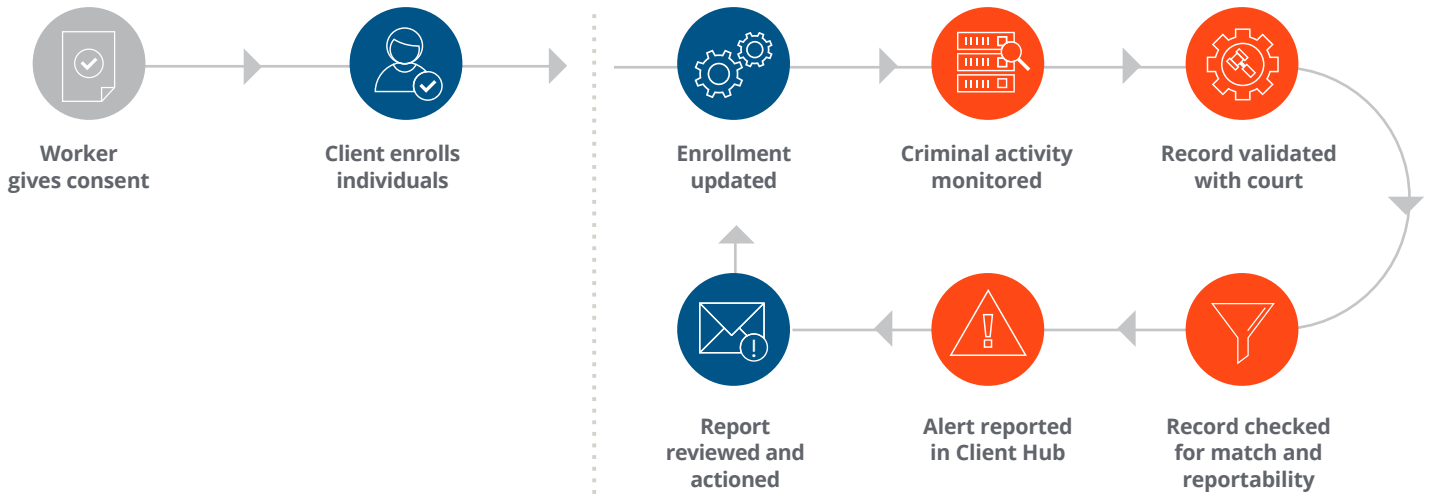 Worker
gives consent
Client enrolls
individuals
Enrollment
updated
Criminal activity
monitored
Record validated
with court
Record checked
for match and
reportability
Alert reported
in Client Hub
Report
reviewed and
actioned